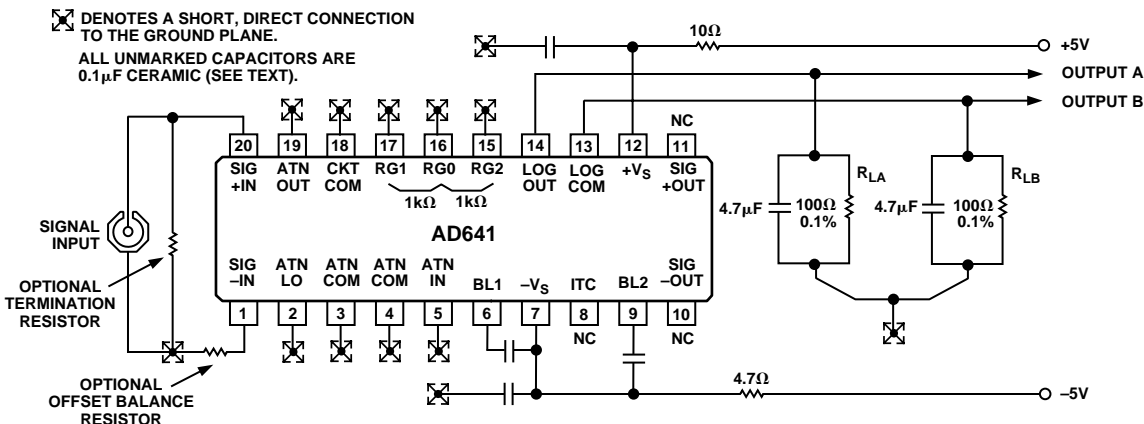 DENOTES A SHORT, DIRECT CONNECTION
TO THE GROUND PLANE.
ALL UNMARKED CAPACITORS ARE
0.1μF CERAMIC (SEE TEXT).
10Ω
+5V
OUTPUT A
OUTPUT B
NC
20 19 18 17 16 15 14 13 12 11
SIG +IN
ATN OUT
CKT COM
RG1
RG0
RG2
LOG OUT
LOG COM
+VS
SIG +OUT
1kΩ 1kΩ
AD641
SIGNAL
INPUT
OPTIONAL
TERMINATION
RESISTOR
SIG –IN
ATN LO
ATN COM
ATN COM
ATN IN
BL1
–VS
ITC
BL2
SIG –OUT
1 2 3 4 5 6 7 8 9 10
NC
NC
OPTIONAL
OFFSET BALANCE
RESISTOR
4.7Ω
–5V
RLA
4.7μF
100Ω
0.1%
RLB
4.7μF
100Ω
0.1%